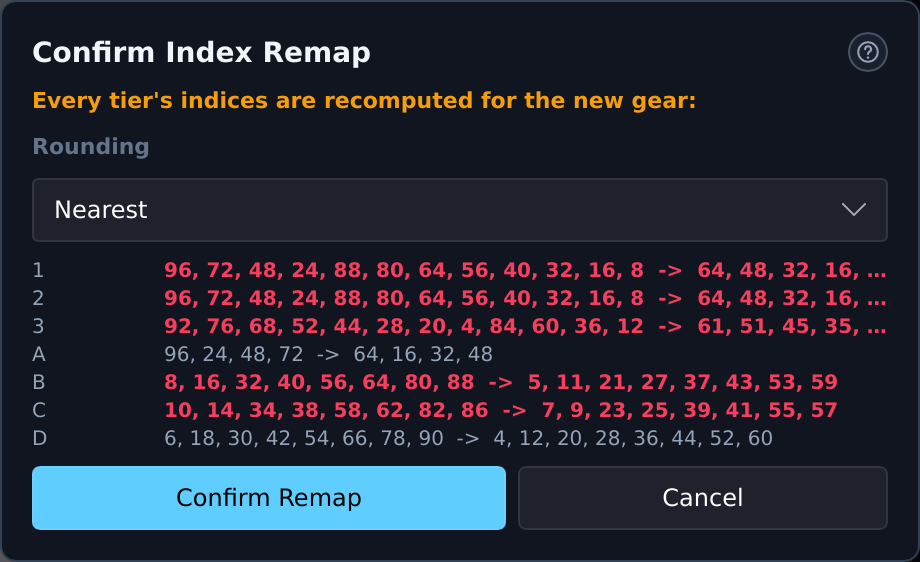 Confirm Index Remap
Every tier's indices are recomputed for the new gear:
Rounding
Nearest
1 96, 72, 48, 24, 88, 80, 64, 56, 40, 32, 16, 8 -> 64, 48, 32, 16, ...
2 96, 72, 48, 24, 88, 80, 64, 56, 40, 32, 16, 8 -> 64, 48, 32, 16, ...
3 92, 76, 68, 52, 44, 28, 20, 4, 84, 60, 36, 12 -> 61, 51, 45, 35, ...
A 96, 24, 48, 72 -> 64, 16, 32, 48
B 8, 16, 32, 40, 56, 64, 80, 88 -> 5, 11, 21, 27, 37, 43, 53, 59
C 10, 14, 34, 38, 58, 62, 82, 86 -> 7, 9, 23, 25, 39, 41, 55, 57
D 6, 18, 30, 42, 54, 66, 78, 90 -> 4, 12, 20, 28, 36, 44, 52, 60
Confirm Remap
Cancel